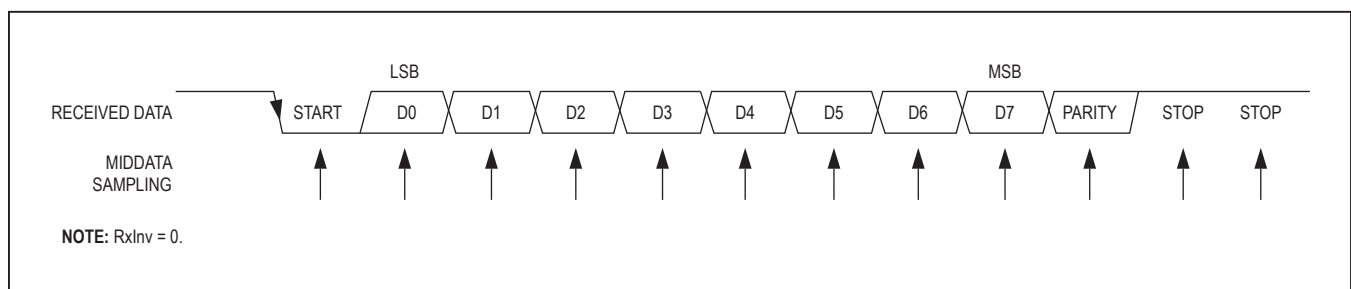 LSB MSB
RECEIVED DATA START D0 D1 D2 D3 D4 D5 D6 D7 PARITY STOP STOP
MIDDATA
SAMPLING
NOTE: RxInv = 0.